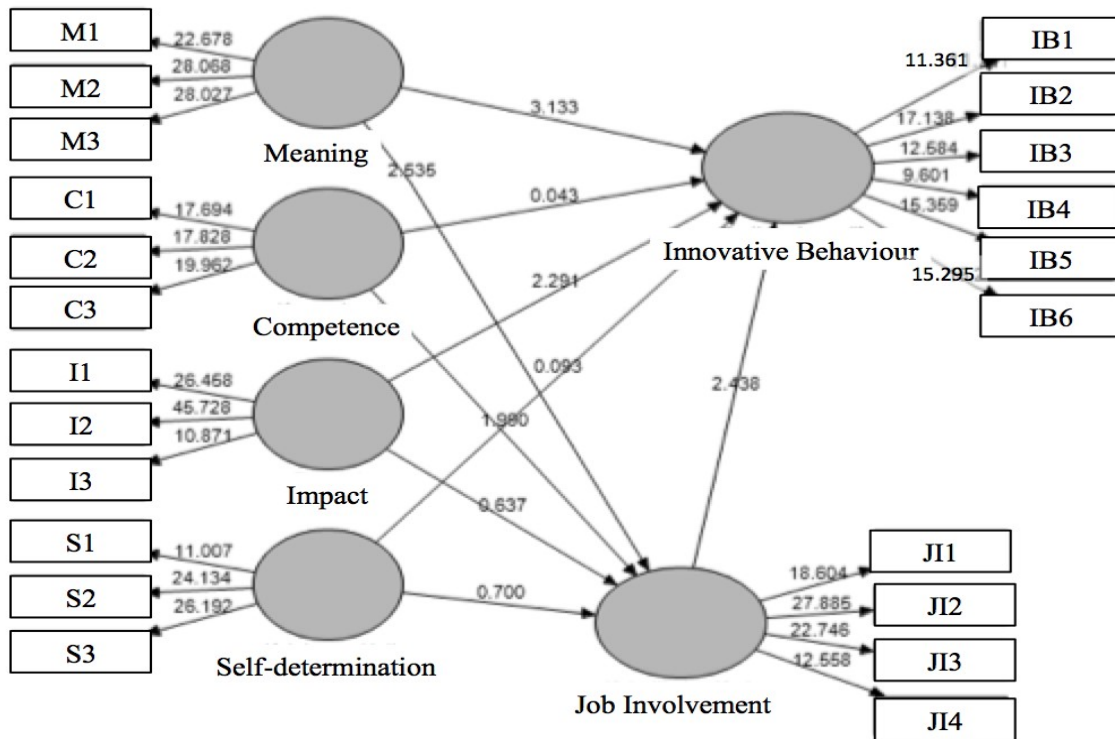 M1
22.678
M2
28.068
M3
28.027
Meaning
C1
17.694
C2
17.828
C3
19.962
Competence
I1
26.458
I2
45.728
I3
10.871
Impact
S1
11.007
S2
24.134
S3
26.192
Self-determination
3.133
2.535
0.043
2.291
0.093
1.980
0.637
0.700
2.438
Innovative Behaviour
11.361
IB1
17.138
IB2
12.684
IB3
9.601
IB4
15.359
IB5
15.295
IB6
Job Involvement
18.604
JI1
27.885
JI2
22.746
JI3
12.558
JI4